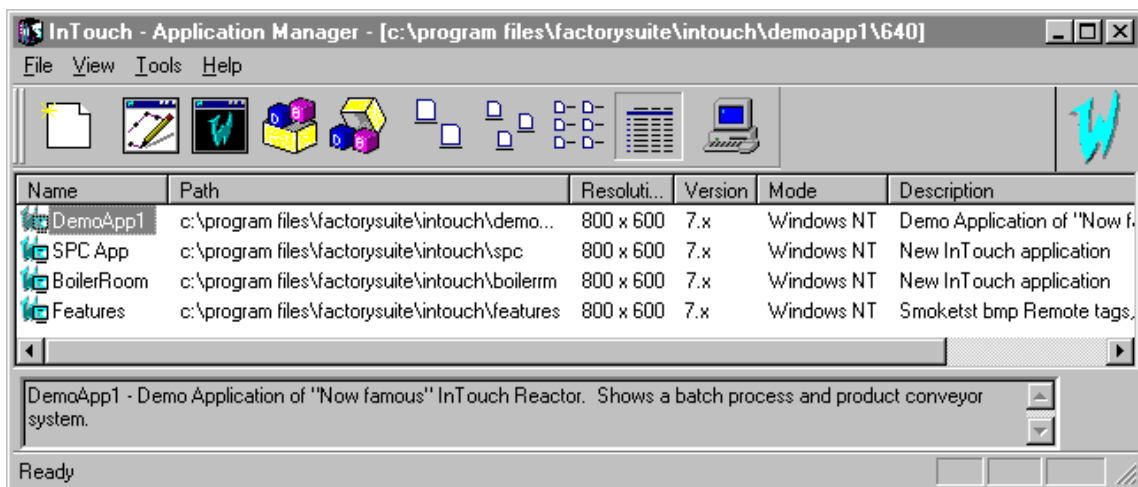 InTouch - Application Manager - [c:\program files\factorysuite\intouch\demoapp1\640]
File View Tools Help
Name Path Resoluti... Version Mode Description
DemoApp1 c:\program files\factorysuite\intouch\demo... 800 x 600 7.x Windows NT Demo Application of "Now f
SPC App c:\program files\factorysuite\intouch\spc 800 x 600 7.x Windows NT New InTouch application
BoilerRoom c:\program files\factorysuite\intouch\boilerrm 800 x 600 7.x Windows NT New InTouch application
Features c:\program files\factorysuite\intouch\features 800 x 600 7.x Windows NT Smoketst bmp Remote tags,
DemoApp1 - Demo Application of "Now famous" InTouch Reactor. Shows a batch process and product conveyor
system.
Ready